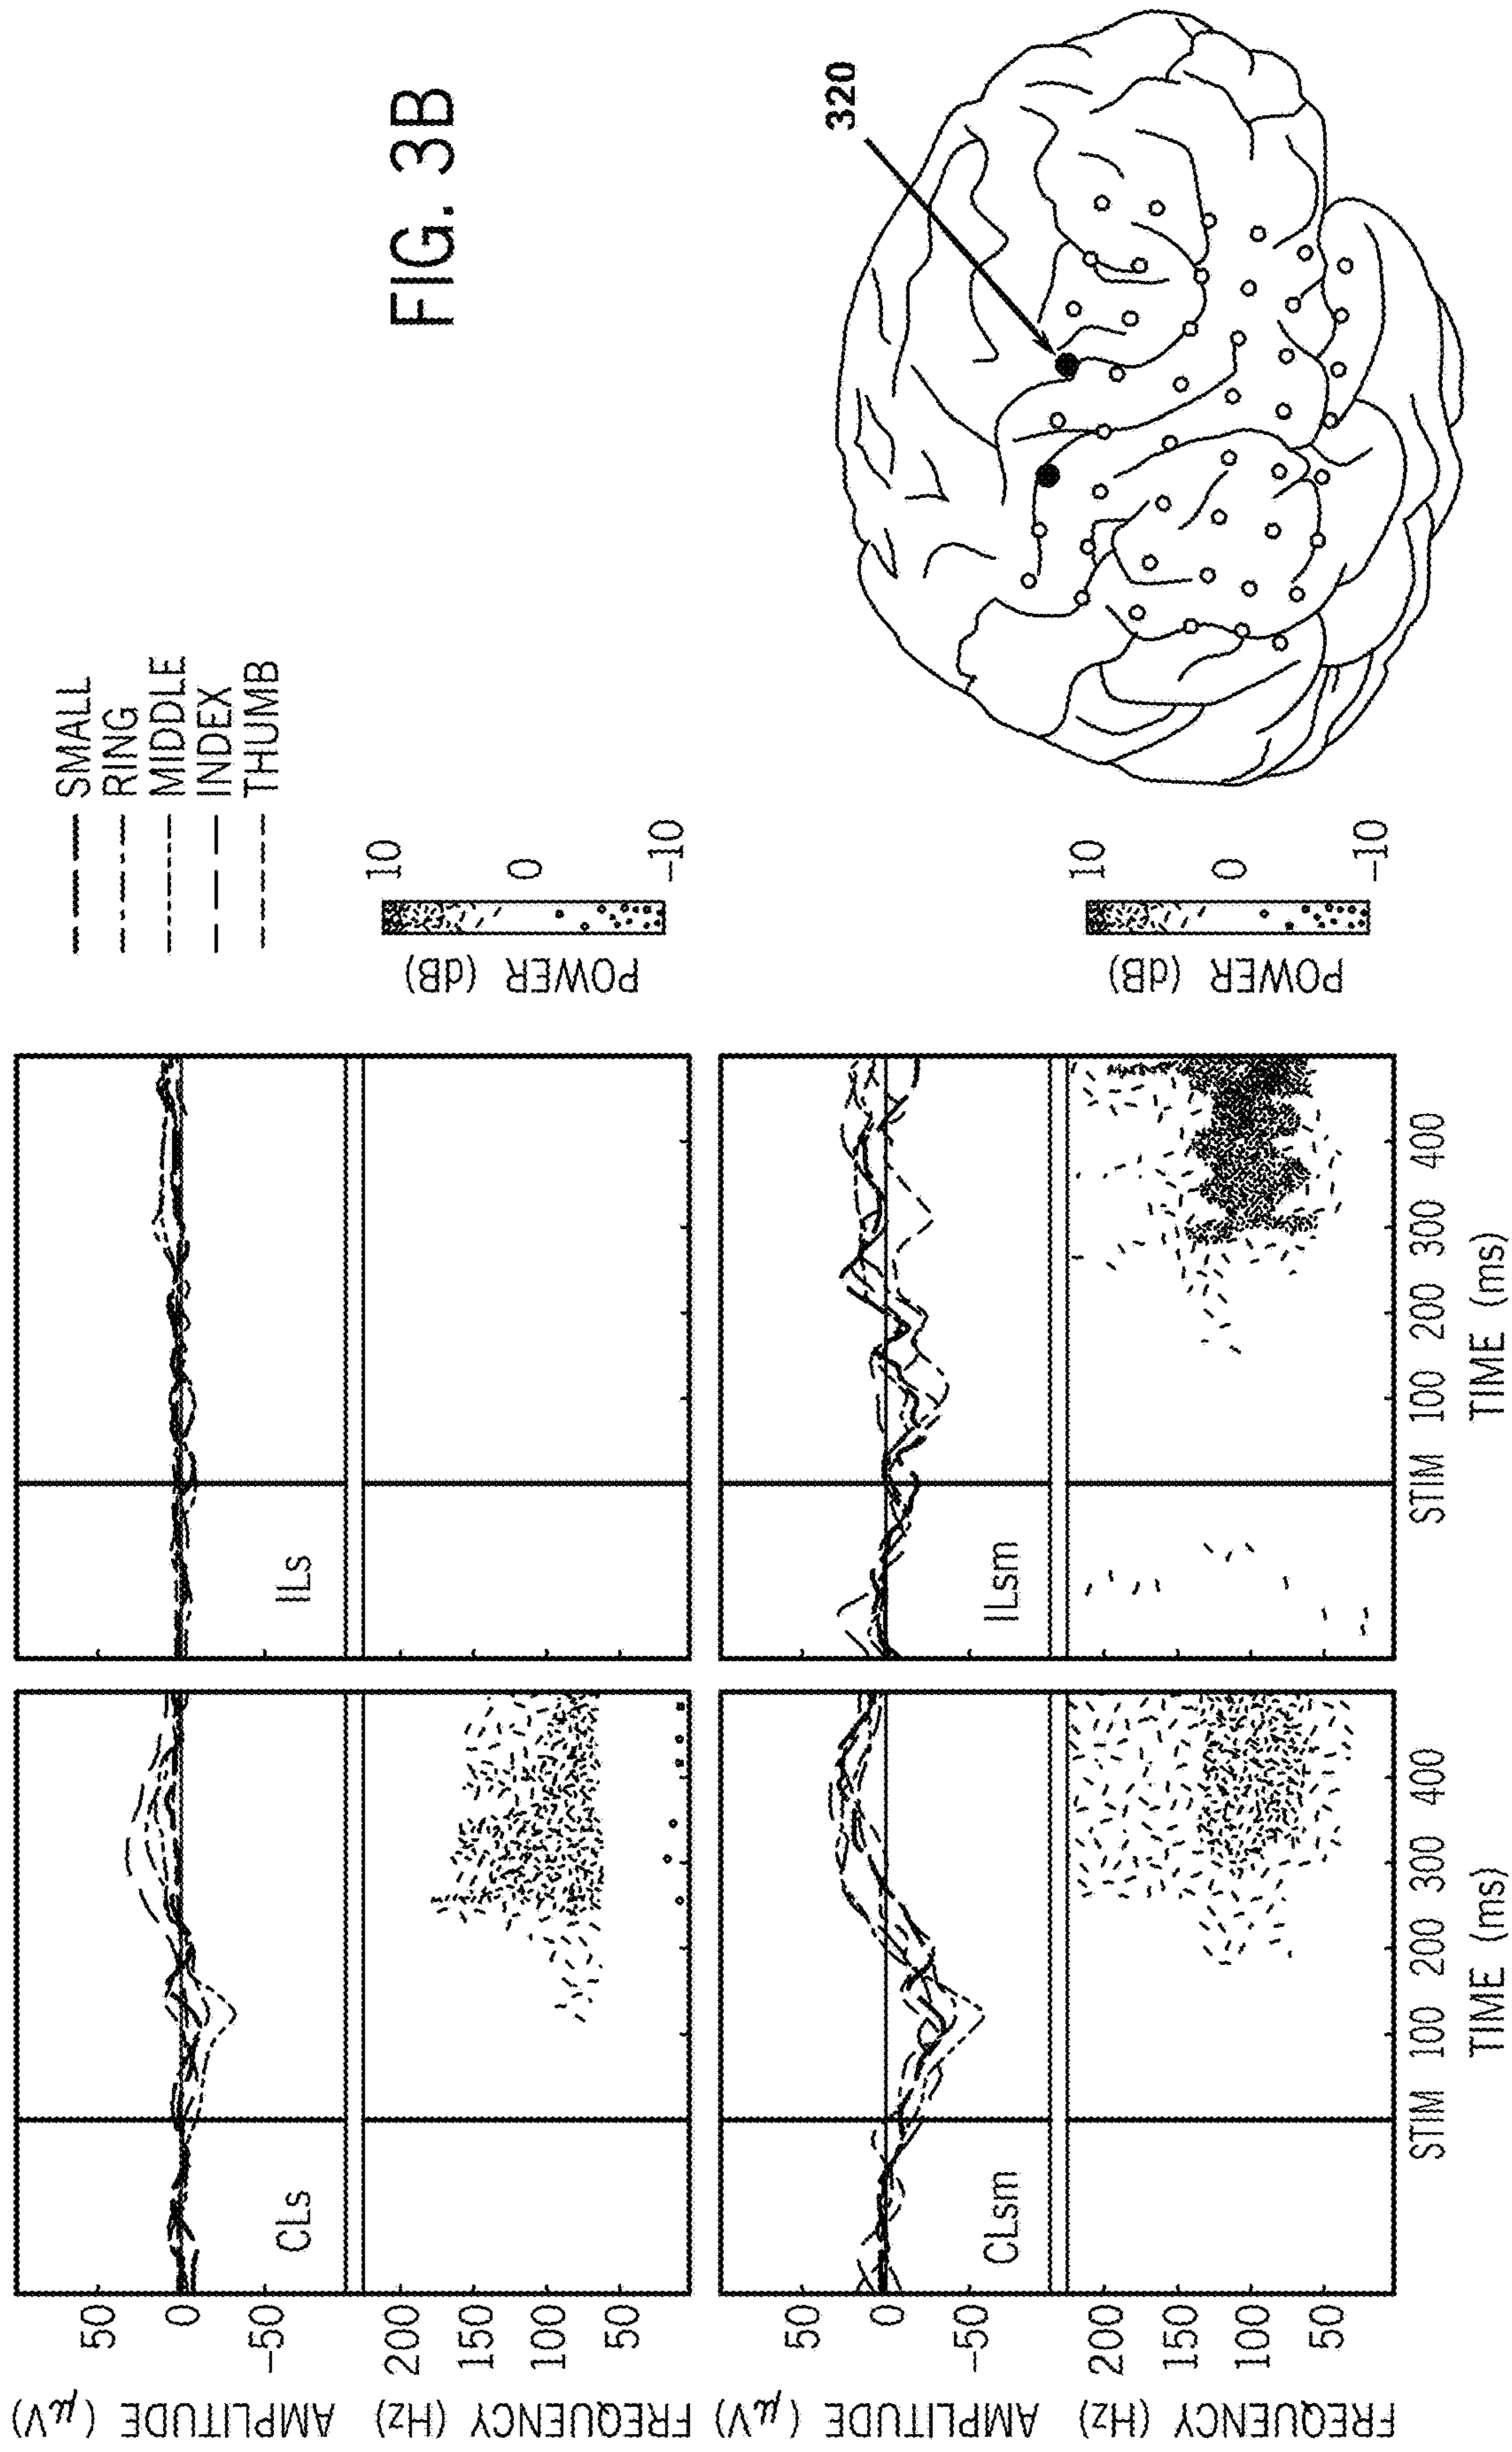 FIG. 3B
SMALL
RING
MIDDLE
INDEX
THUMB
AMPLITUDE (μV)
50
0
-50
CLs
ILs
FREQUENCY (Hz)
200
150
100
50
POWER (dB)
10
0
-10
AMPLITUDE (μV)
50
0
-50
CLsm
ILsm
FREQUENCY (Hz)
200
150
100
50
STIM 100 200 300 400
TIME (ms)
STIM 100 200 300 400
TIME (ms)
POWER (dB)
10
0
-10
320